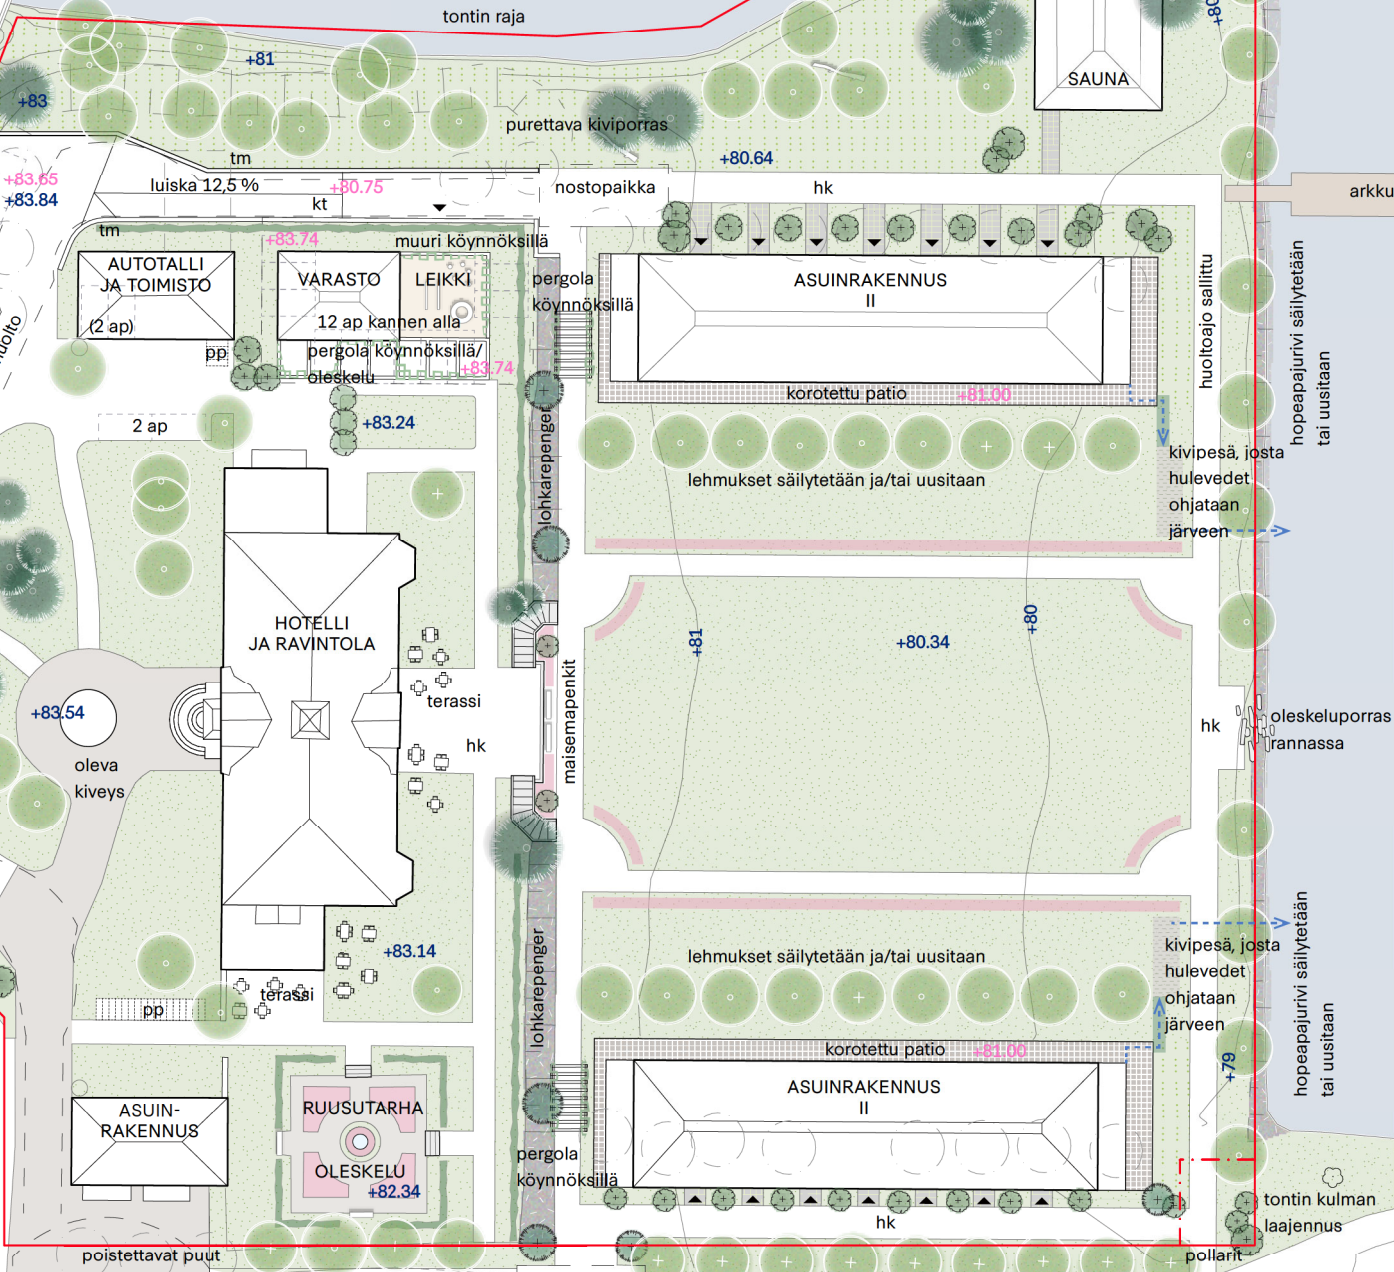 tontin raja
+81
+83
SAUNA
purettava kiviporras
+80.64
tm
luiska 12,5 %
+80.75
kt
nostopaikka
hk
arkku
+83.65
+83.84
tm
+83.74
muuri köynnöksillä
AUTOTALLI
JA TOIMISTO
(2 ap)
VARASTO
LEIKKI
12 ap kannen alla
pp
pergola köynnöksillä/
oleskelu
+83.74
pergola
köynnöksillä
ASUINRAKENNUS
II
korotettu patio
+81.00
huoltoajo sallittu
hopeapajurivi säilytetään
tai uusitaan
2 ap
+83.24
lohkarepenger
lehmukset säilytetään ja/tai uusitaan
kivipesä, josta
hulevedet
ohjataan
järveen
HOTELLI
JA RAVINTOLA
+81
+80.34
+80
terassi
hk
maisemapenkit
+83.54
oleva
kiveys
hk
oleskeluporras
rannassa
+83.14
terassi
pp
lohkarepenger
lehmukset säilytetään ja/tai uusitaan
kivipesä, josta
hulevedet
ohjataan
järveen
hopeapajurivi säilytetään
tai uusitaan
korotettu patio
+81.00
+79
ASUIN-
RAKENNUS
RUUSUTARHA
OLESKELU
+82.34
pergola
köynnöksillä
ASUINRAKENNUS
II
hk
tontin kulman
laajennus
poistettavat puut
pollarit